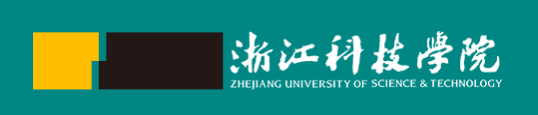 浙江科技學院
ZHEJIANG UNIVERSITY OF SCIENCE & TECHNOLOGY